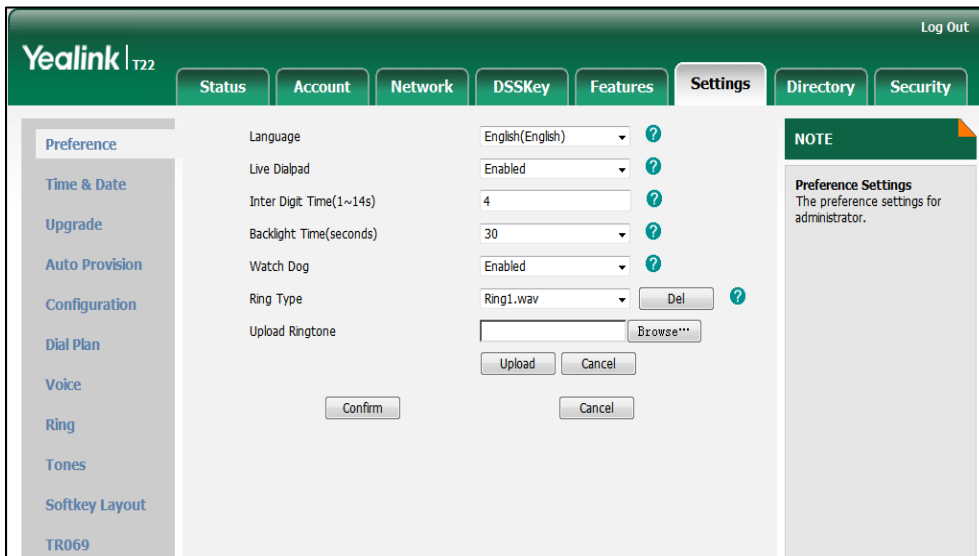 Log Out
Yealink | T22
Status Account Network DSSKey Features Settings Directory Security
Preference
Time & Date
Upgrade
Auto Provision
Configuration
Dial Plan
Voice
Ring
Tones
Softkey Layout
TR069
Language English(English) ?
Live Dialpad Enabled ?
Inter Digit Time(1~14s) 4 ?
Backlight Time(seconds) 30 ?
Watch Dog Enabled ?
Ring Type Ring1.wav Del ?
Upload Ringtone Browse...
Upload Cancel
Confirm Cancel
NOTE
Preference Settings
The preference settings for
administrator.